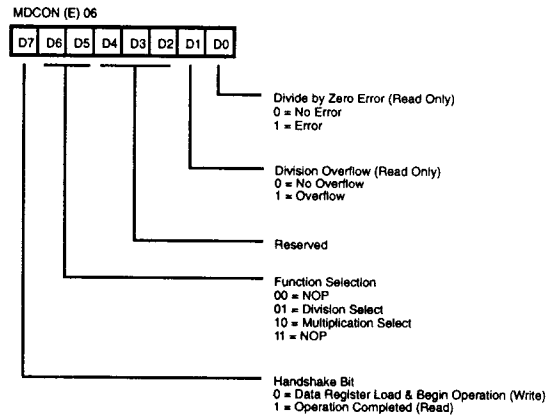 MDCON (E) 06
D7 D6 D5 D4 D3 D2 D1 D0
Divide by Zero Error (Read Only)
0 = No Error
1 = Error
Division Overflow (Read Only)
0 = No Overflow
1 = Overflow
Reserved
Function Selection
00 = NOP
01 = Division Select
10 = Multiplication Select
11 = NOP
Handshake Bit
0 = Data Register Load & Begin Operation (Write)
1 = Operation Completed (Read)